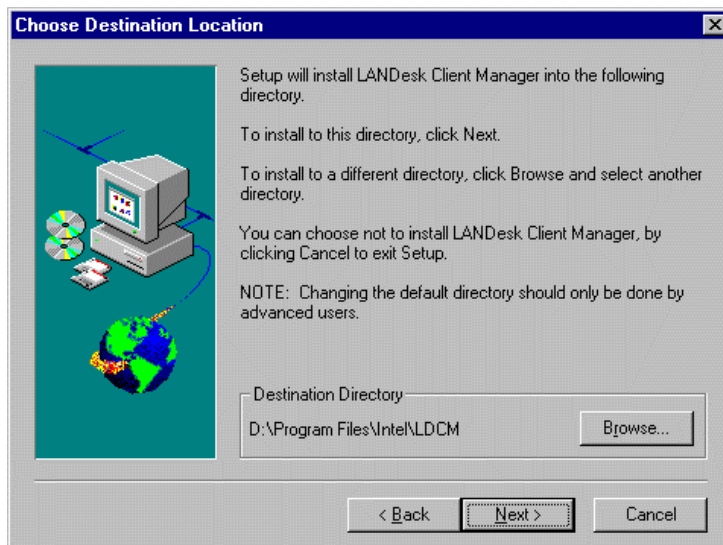 Choose Destination Location
Setup will install LANDesk Client Manager into the following
directory.
To install to this directory, click Next.
To install to a different directory, click Browse and select another
directory.
You can choose not to install LANDesk Client Manager, by
clicking Cancel to exit Setup.
NOTE:  Changing the default directory should only be done by
advanced users.
Destination Directory
D:\Program Files\Intel\LDCM
Browse...
< Back
Next >
Cancel